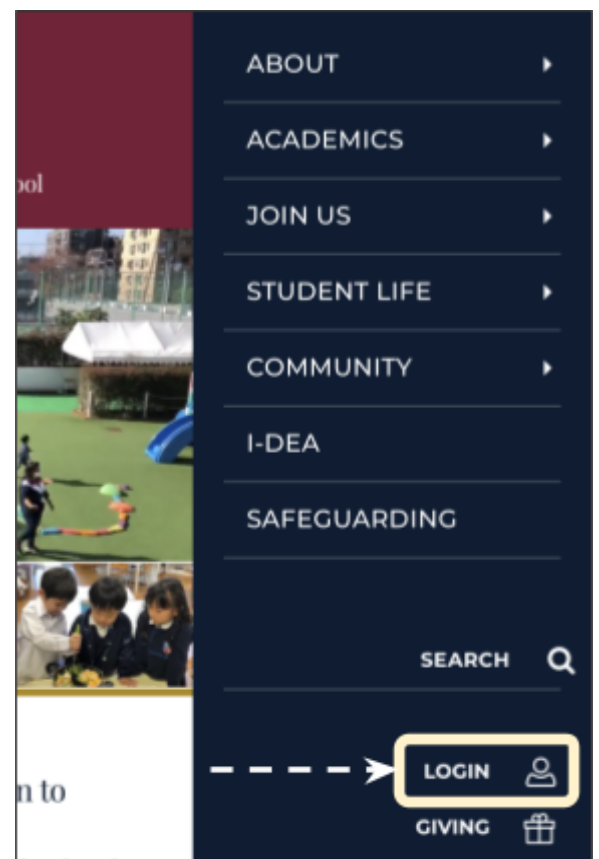 ABOUT
ACADEMICS
ool
JOIN US
STUDENT LIFE
COMMUNITY
I-DEA
SAFEGUARDING
SEARCH
LOGIN
n to
GIVING